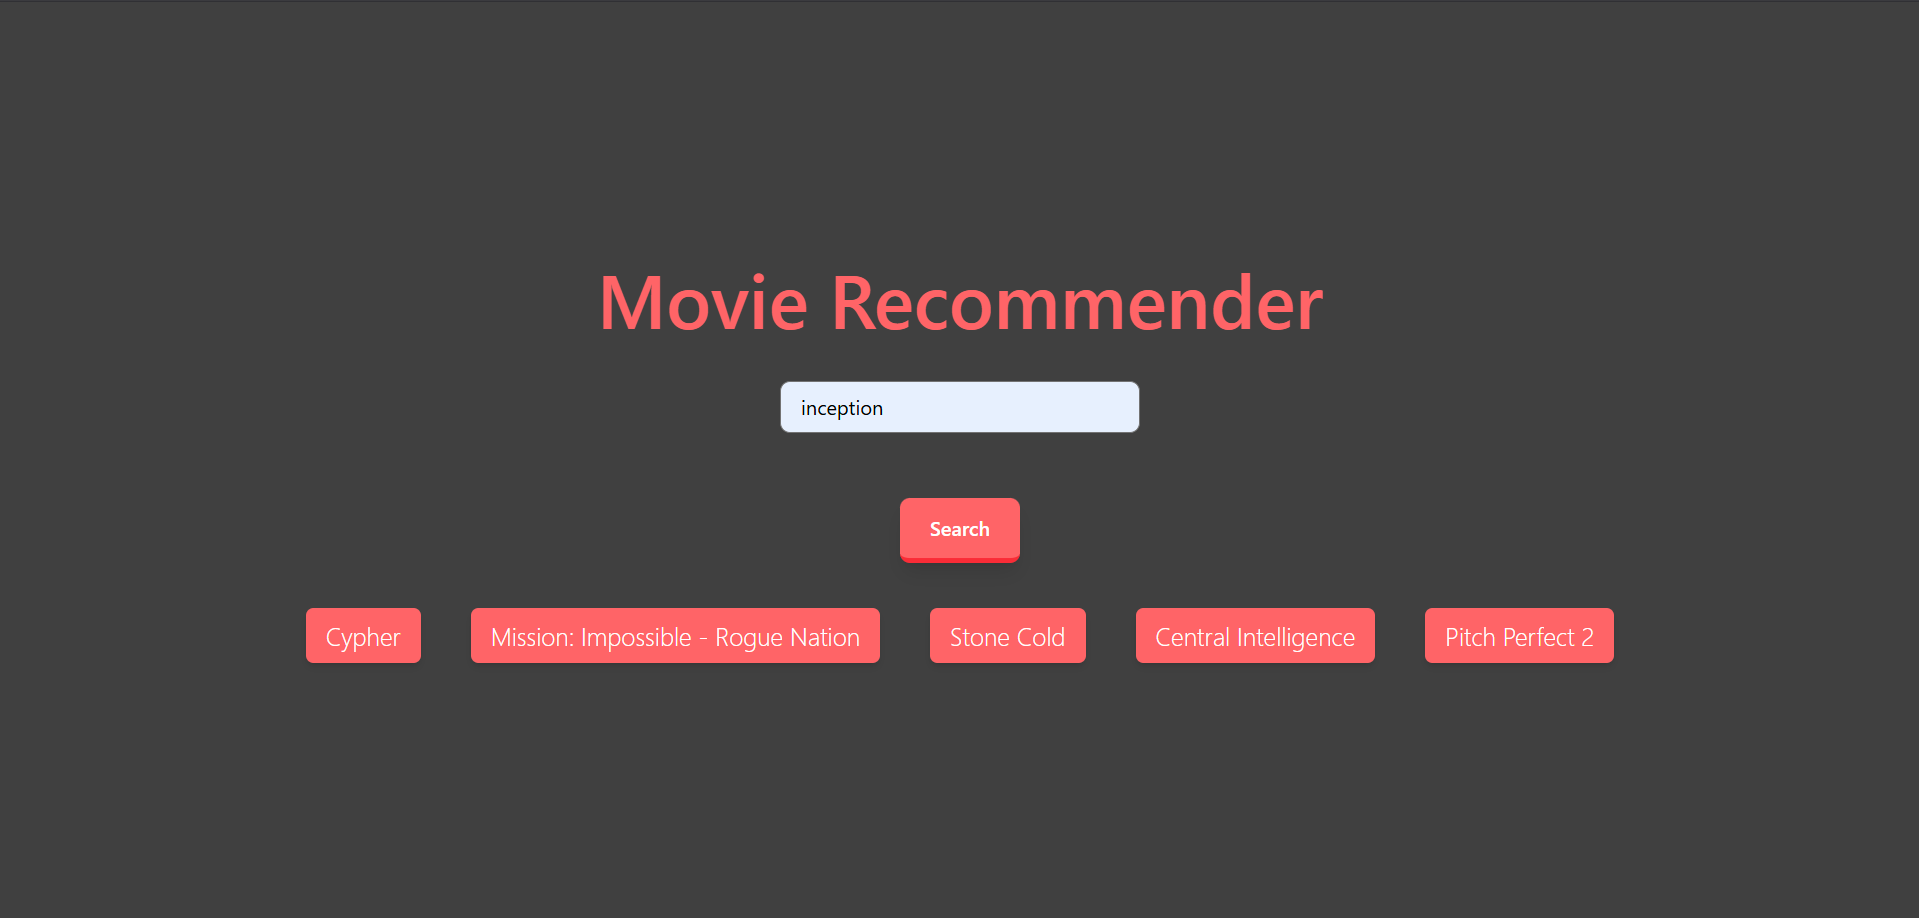 Movie Recommender
inception
Search
Cypher
Mission: Impossible - Rogue Nation
Stone Cold
Central Intelligence
Pitch Perfect 2